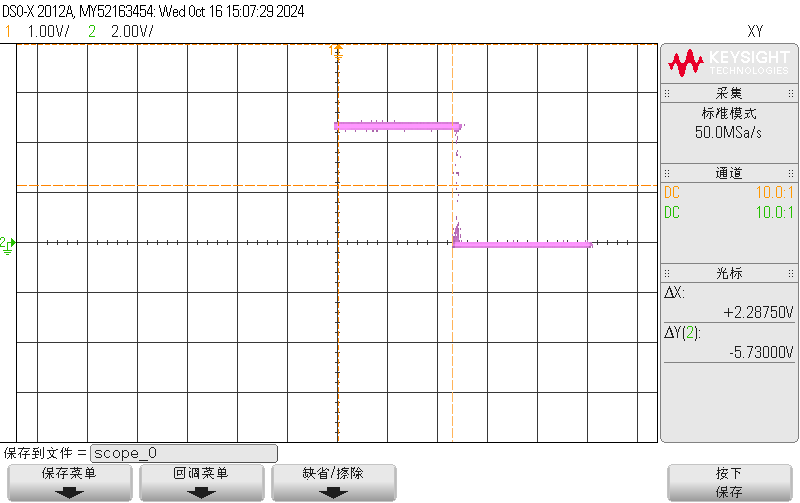 DSO-X 2012A, MY52163454: Wed Oct 16 15:07:29 2024
1 1.00V/ 2 2.00V/ XY
KEYSIGHT
TECHNOLOGIES
采集
标准模式
50.0MSa/s
通道
DC 10.0:1
DC 10.0:1
光标
ΔX:
+2.28750V
ΔY(2):
-5.73000V
1
2
保存到文件 = scope_0
保存菜单 回调菜单 缺省/擦除 按下
保存